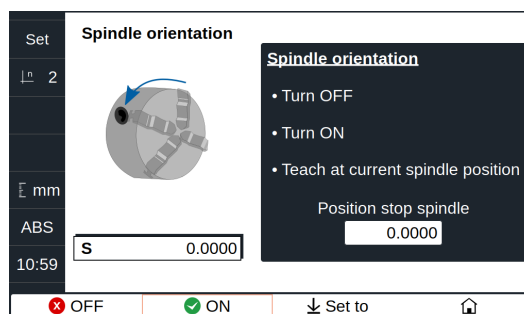 Set
2
mm
ABS
10:59
Spindle orientation
S 0.0000
Spindle orientation
• Turn OFF
• Turn ON
• Teach at current spindle position
Position stop spindle
0.0000
OFF
ON
Set to